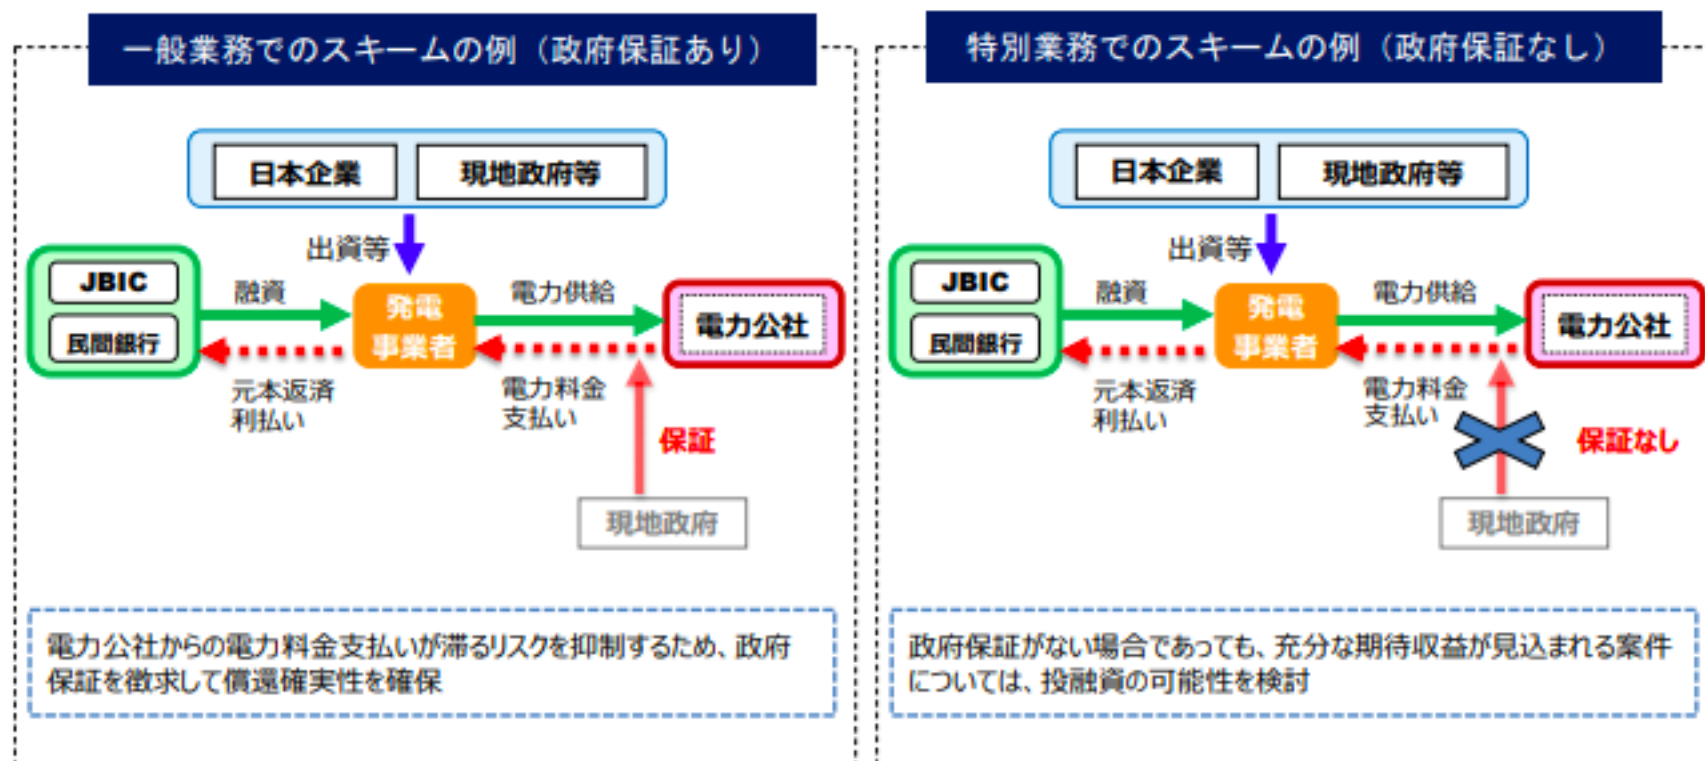 一般業務でのスキームの例（政府保証あり）
日本企業
現地政府等
出資等
JBIC
民間銀行
融資
発電
事業者
電力供給
電力公社
元本返済
利払い
電力料金
支払い
保証
現地政府
電力公社からの電力料金支払いが滞るリスクを抑制するため、政府
保証を徴求して償還確実性を確保
特別業務でのスキームの例（政府保証なし）
日本企業
現地政府等
出資等
JBIC
民間銀行
融資
発電
事業者
電力供給
電力公社
元本返済
利払い
電力料金
支払い
保証なし
現地政府
政府保証がない場合であっても、充分な期待収益が見込まれる案件
については、投融資の可能性を検討